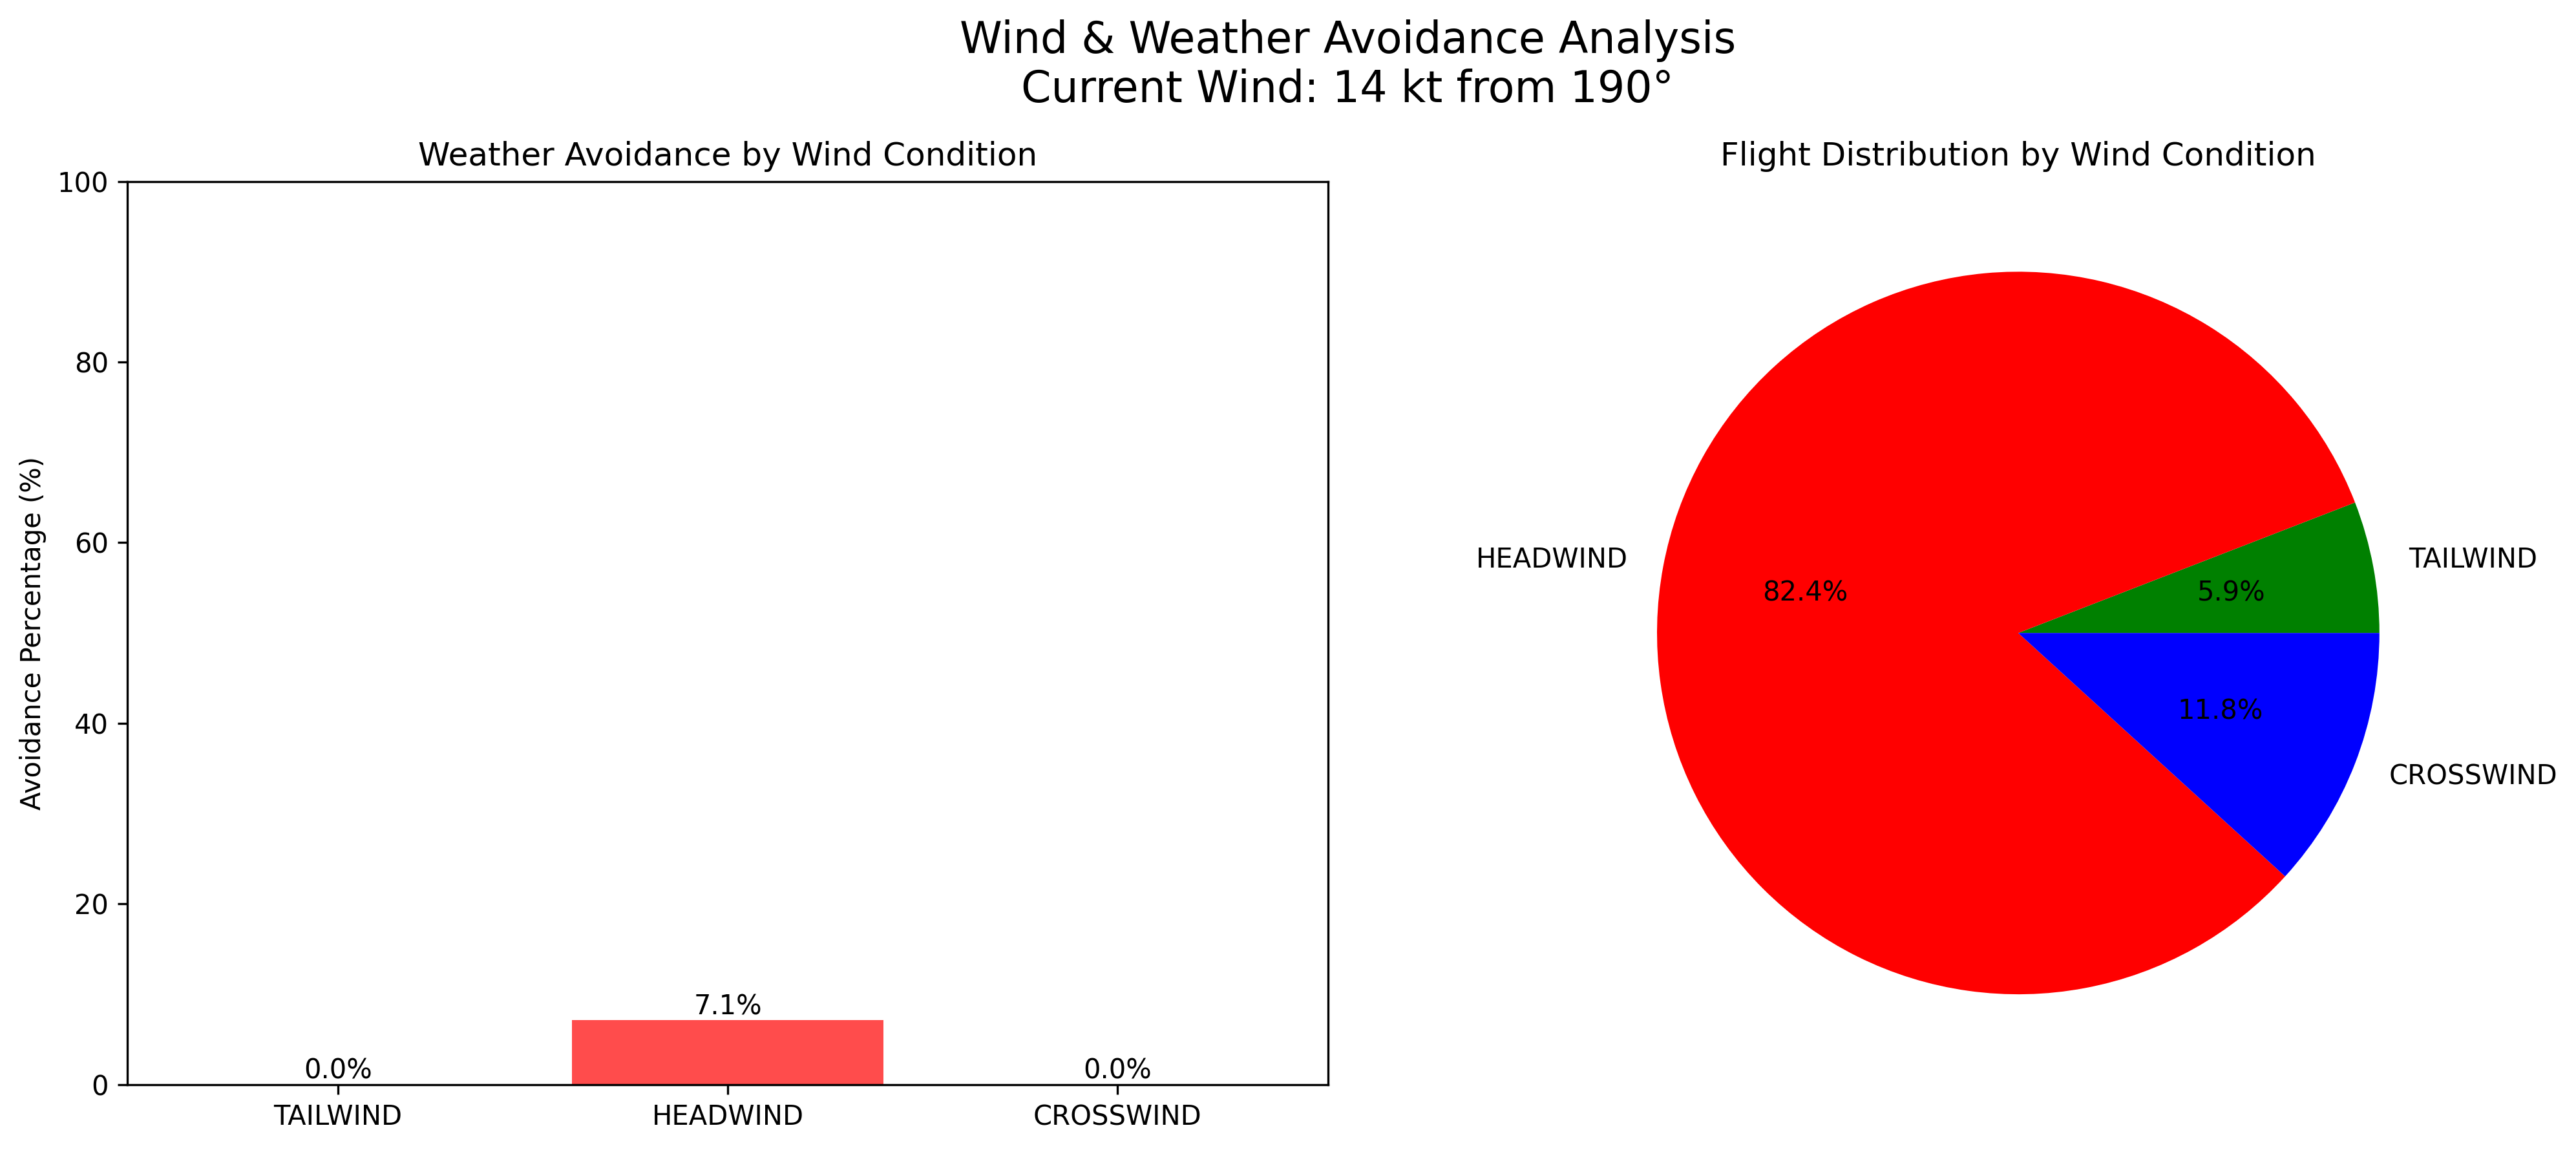 Wind & Weather Avoidance Analysis
Current Wind: 14 kt from 190°
Weather Avoidance by Wind Condition
Avoidance Percentage (%)
100
80
60
40
20
0
0.0%
7.1%
0.0%
TAILWIND
HEADWIND
CROSSWIND
Flight Distribution by Wind Condition
HEADWIND
82.4%
TAILWIND
5.9%
11.8%
CROSSWIND